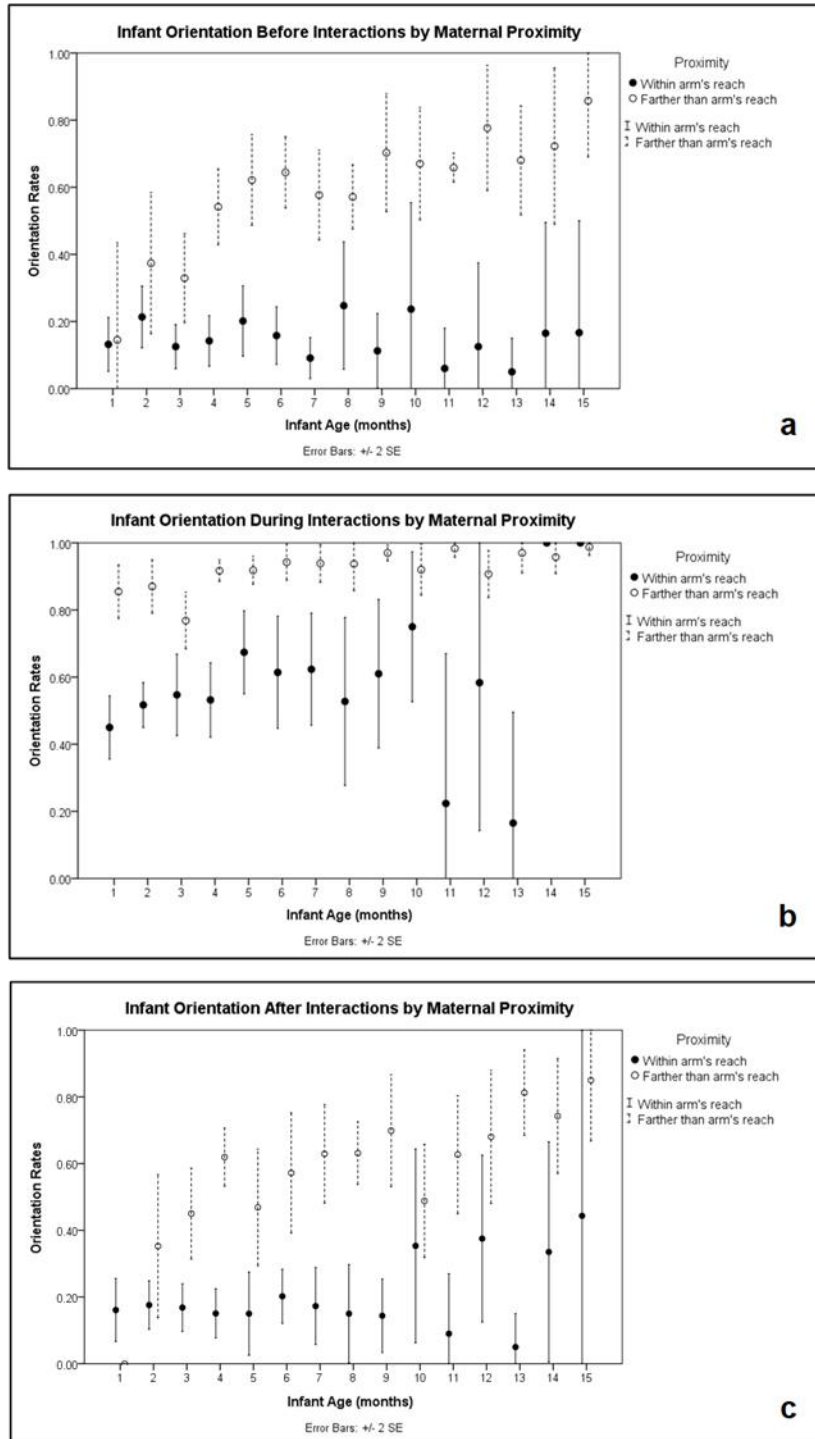 Infant Orientation Before Interactions by Maternal Proximity
1.00
0.80
0.60
0.40
0.20
0.00
Orientation Rates
1 2 3 4 5 6 7 8 9 10 11 12 13 14 15
Infant Age (months)
Error Bars: +/- 2 SE
Proximity
Within arm's reach
Farther than arm's reach
Within arm's reach
Farther than arm's reach
a
Infant Orientation During Interactions by Maternal Proximity
1.00
0.80
0.60
0.40
0.20
0.00
Orientation Rates
1 2 3 4 5 6 7 8 9 10 11 12 13 14 15
Infant Age (months)
Error Bars: +/- 2 SE
Proximity
Within arm's reach
Farther than arm's reach
Within arm's reach
Farther than arm's reach
b
Infant Orientation After Interactions by Maternal Proximity
1.00
0.80
0.60
0.40
0.20
0.00
Orientation Rates
1 2 3 4 5 6 7 8 9 10 11 12 13 14 15
Infant Age (months)
Error Bars: +/- 2 SE
Proximity
Within arm's reach
Farther than arm's reach
Within arm's reach
Farther than arm's reach
c